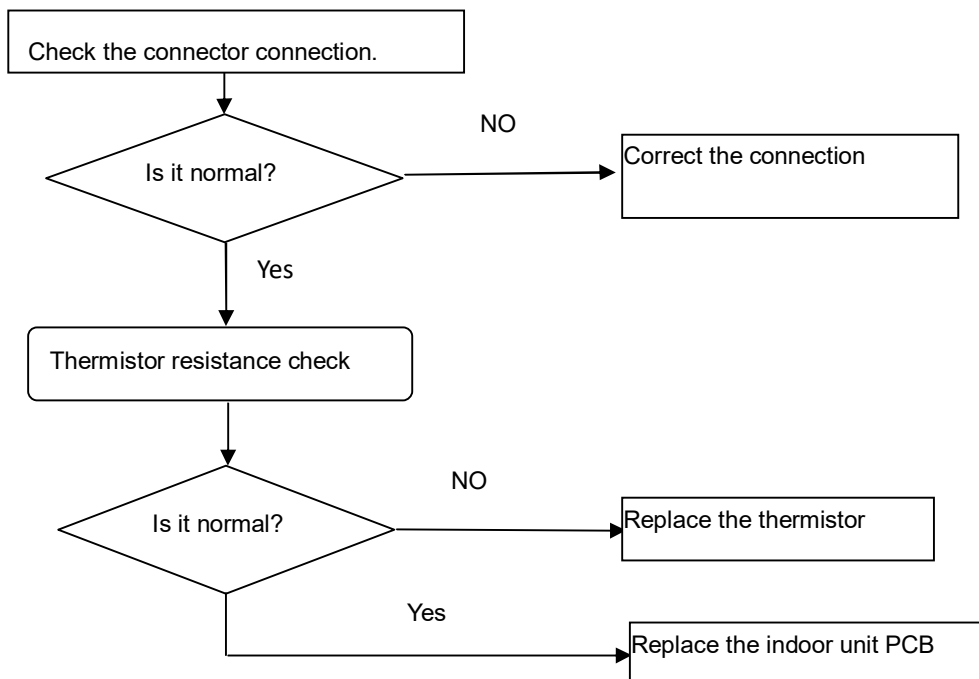 Check the connector connection.
NO
Is it normal?
Correct the connection
Yes
Thermistor resistance check
NO
Is it normal?
Replace the thermistor
Yes
Replace the indoor unit PCB